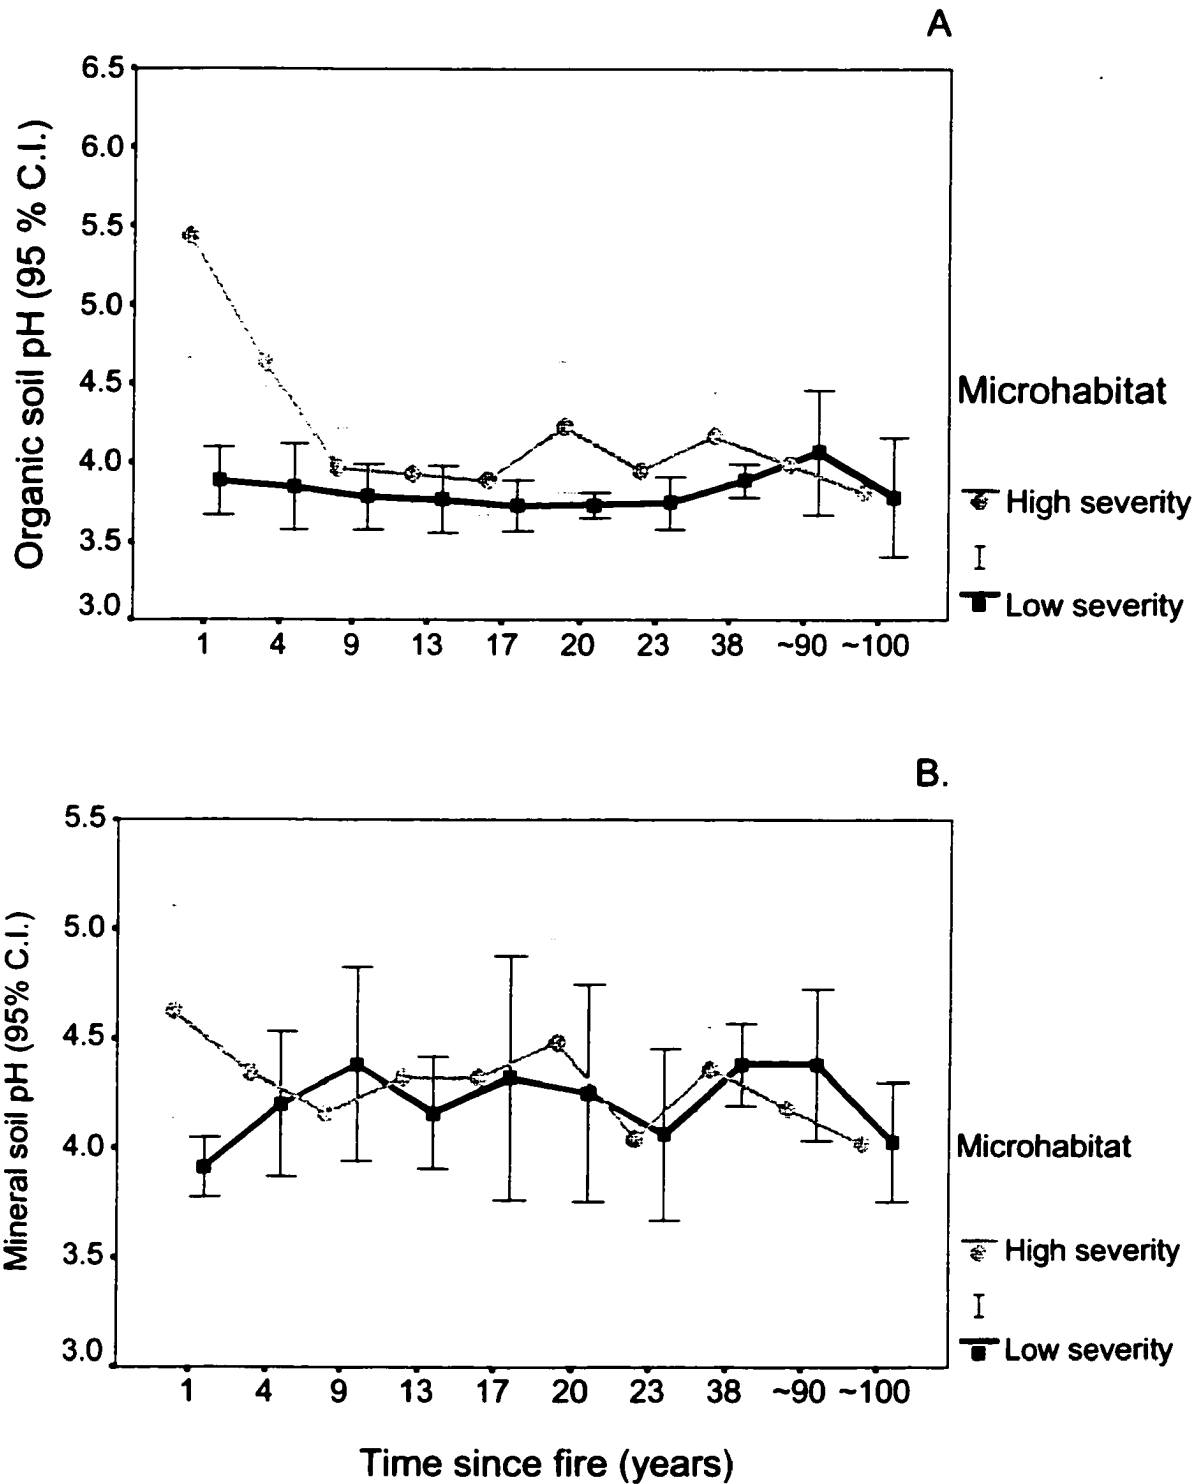 A
6.5
6.0
5.5
5.0
4.5
4.0
3.5
3.0
Organic soil pH (95 % C.I.)
1 4 9 13 17 20 23 38 ~90 ~100
Microhabitat
High severity
Low severity
B.
5.5
5.0
4.5
4.0
3.5
3.0
Mineral soil pH (95% C.I.)
1 4 9 13 17 20 23 38 ~90 ~100
Microhabitat
High severity
Low severity
Time since fire (years)